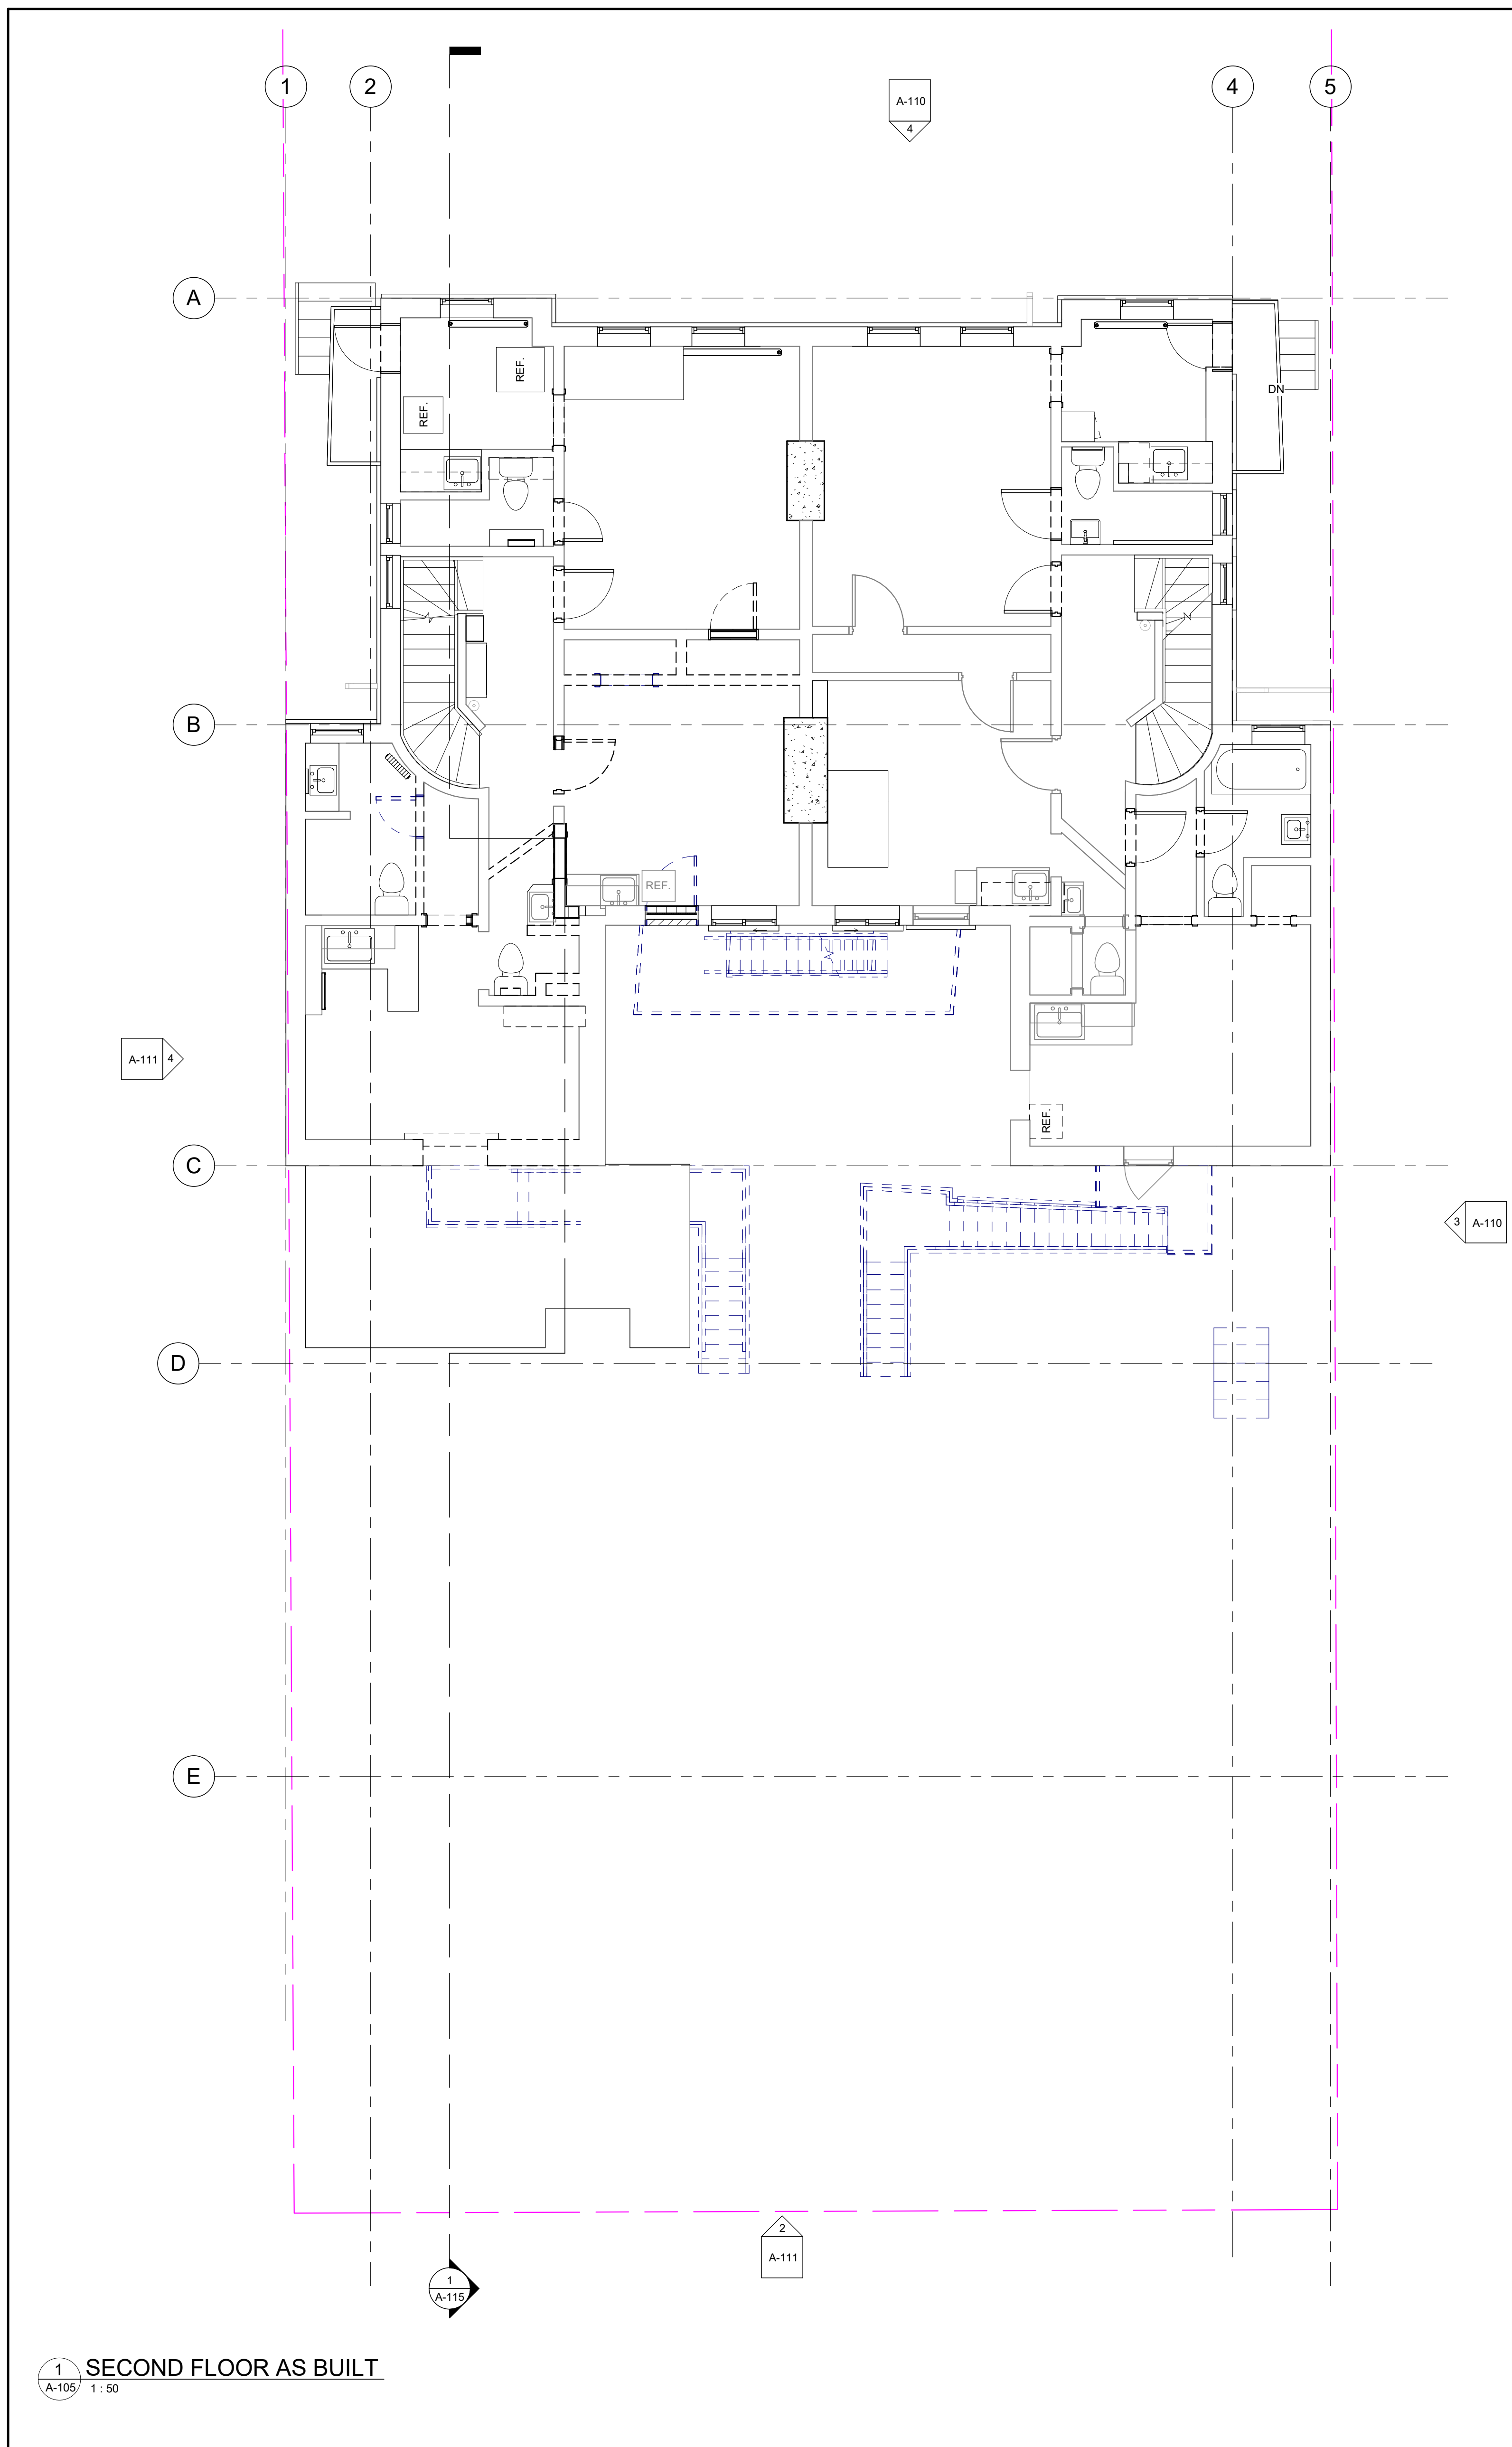 1
2
4
5
A-110
4
A
REF.
REF.
DN
B
REF.
A-111
4
REF.
C
3
A-110
D
E
2
A-111
1
A-115
1
A-105
SECOND FLOOR AS BUILT
1 : 50